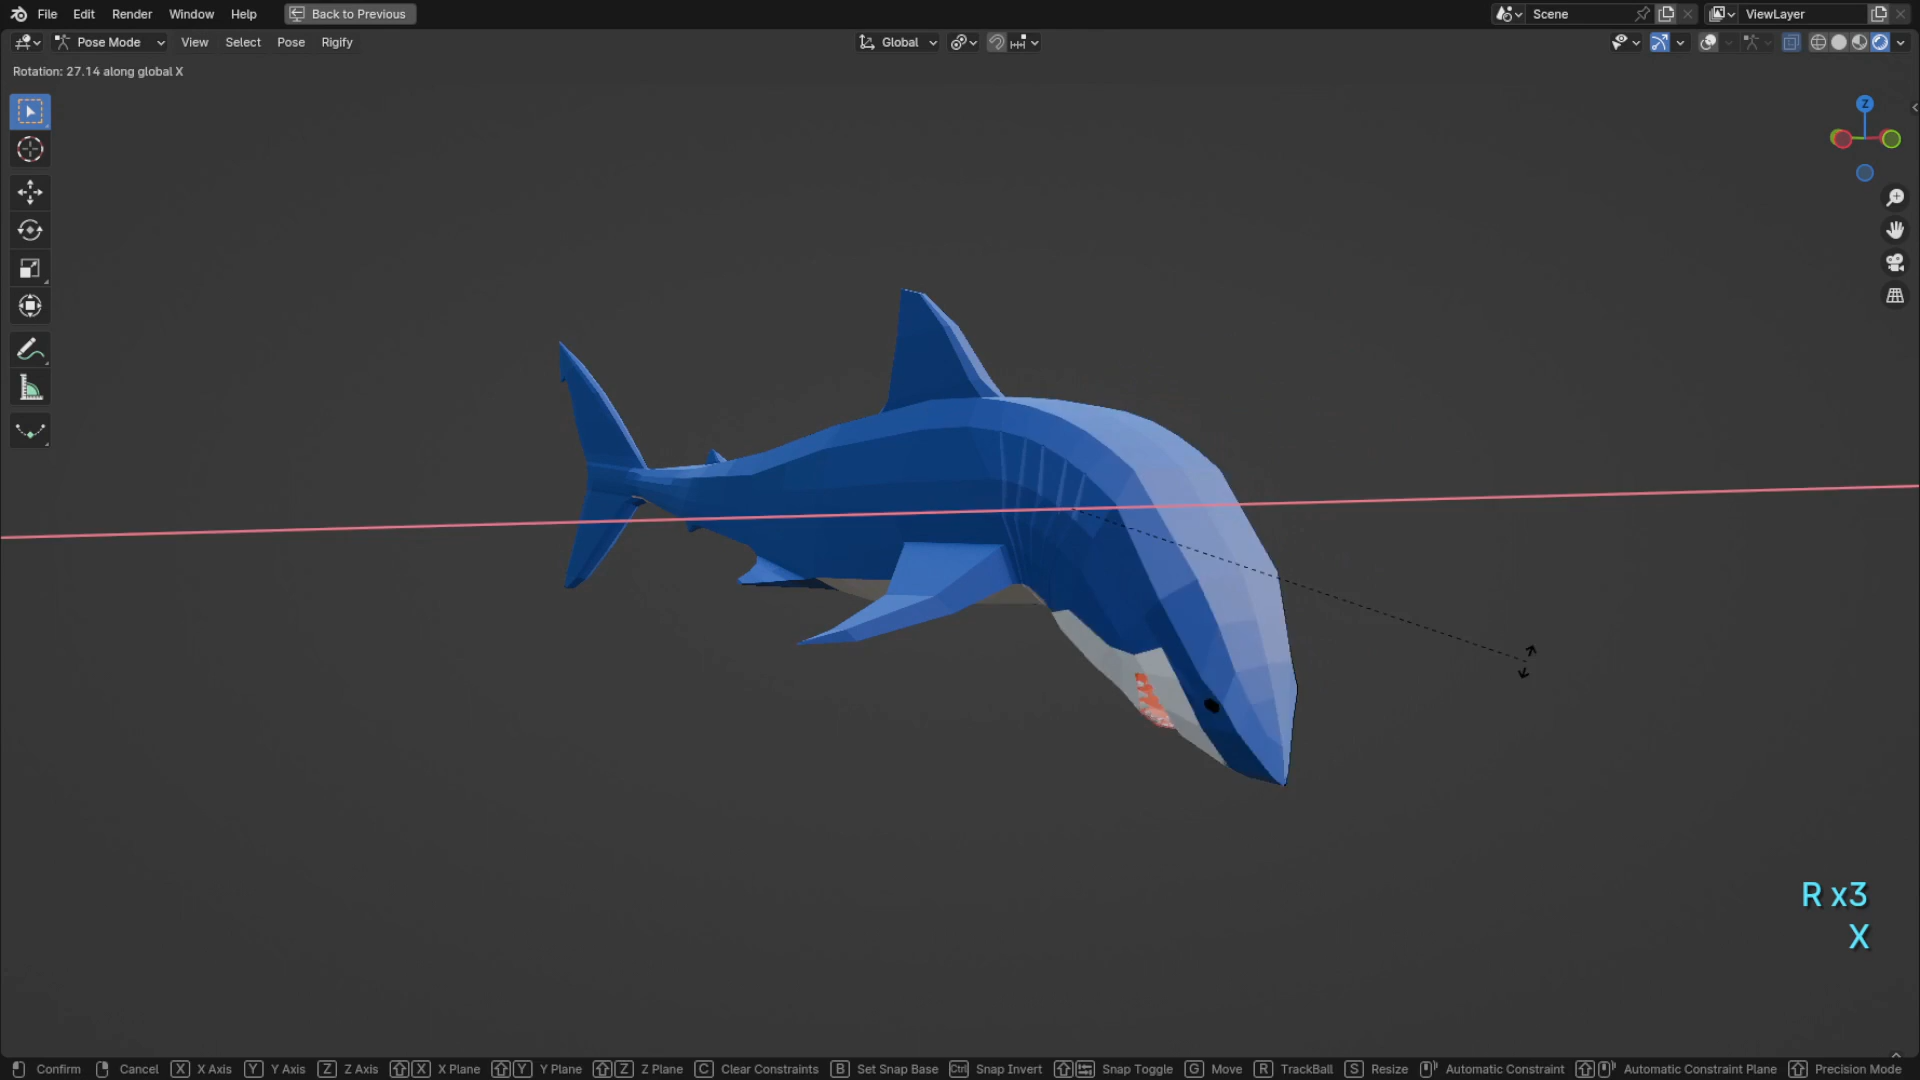 File Edit Render Window Help Back to Previous Scene ViewLayer
Pose Mode View Select Pose Rigify Global
Rotation: 27.14 along global X
Z
R x3
X
Confirm Cancel X X Axis Y Y Axis Z Z Axis X X Plane Y Y Plane Z Z Plane C Clear Constraints B Set Snap Base Ctrl Snap Invert Snap Toggle G Move R TrackBall S Resize Automatic Constraint Automatic Constraint Plane Precision Mode